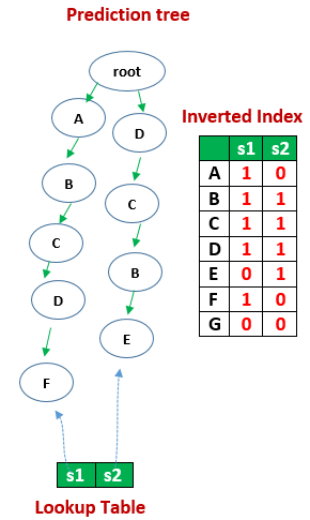 Prediction tree
root
A
D
B
C
C
B
D
E
F
s1 s2
Lookup Table
Inverted Index
s1 s2
A 1 0
B 1 1
C 1 1
D 1 1
E 0 1
F 1 0
G 0 0